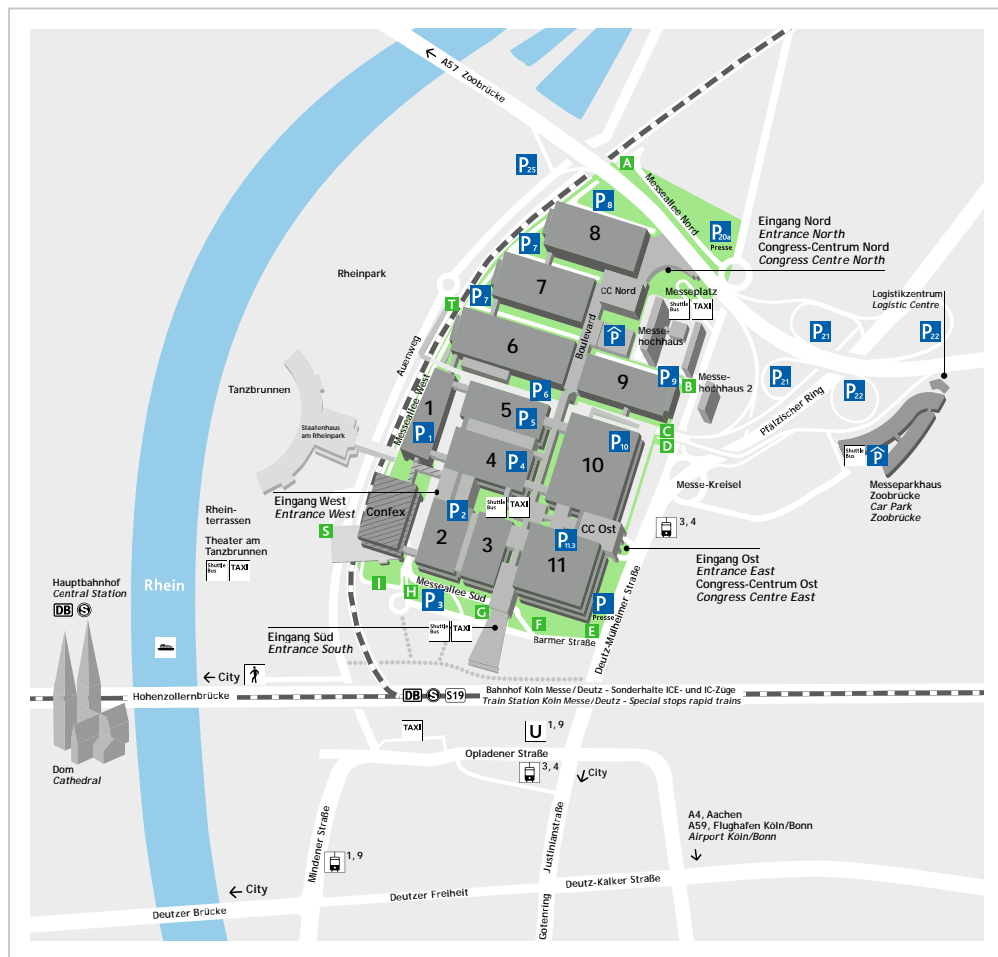 A57 Zoobrücke
P25
A
Messeallee Nord
P8
P20a
Presse
Eingang Nord
Entrance North
Congress-Centrum Nord
Congress Centre North
8
P7
Rheinpark
7
CC Nord
Messeplatz
Shuttle
Bus
TAXI
Logistikzentrum
Logistic Centre
T
P7
Boulevard
P
Messe-
hochhaus
P21
P22
Auenweg
6
9
P9
B
Messe-
hochhaus 2
P21
P22
Pfälzischer Ring
Tanzbrunnen
Messeallee West
1
P1
P6
5
P5
Staatenhaus
am Rheinpark
C
D
P10
4
P4
10
Shuttle
Bus
P
Messeparkhaus
Zoobrücke
Car Park
Zoobrücke
Messe-Kreisel
Eingang West
Entrance West
Shuttle
Bus
TAXI
Confex
P2
Rhein-
terrassen
Theater am
Tanzbrunnen
Shuttle
Bus
TAXI
S
2
3
CC Ost
P11.3
11
3, 4
Eingang Ost
Entrance East
Congress-Centrum Ost
Congress Centre East
Hauptbahnhof
Central Station
DB
S
Rhein
I
H
Messeallee Süd
P3
G
F
E
P
Presse
Shuttle
Bus
TAXI
Eingang Süd
Entrance South
Barmer Straße
Deutz-Mülheimer Straße
City
Hohenzollernbrücke
DB
S
S19
Bahnhof Köln Messe/Deutz – Sonderhalte ICE- und IC-Züge
Train Station Köln Messe/Deutz – Special stops rapid trains
TAXI
U
1, 9
Opladener Straße
3, 4
City
Dom
Cathedral
Mindener Straße
1, 9
Justinianstraße
A4, Aachen
A59, Flughafen Köln/Bonn
Airport Köln/Bonn
City
Deutzer Brücke
Deutzer Freiheit
Gotenring
Deutz-Kalker Straße